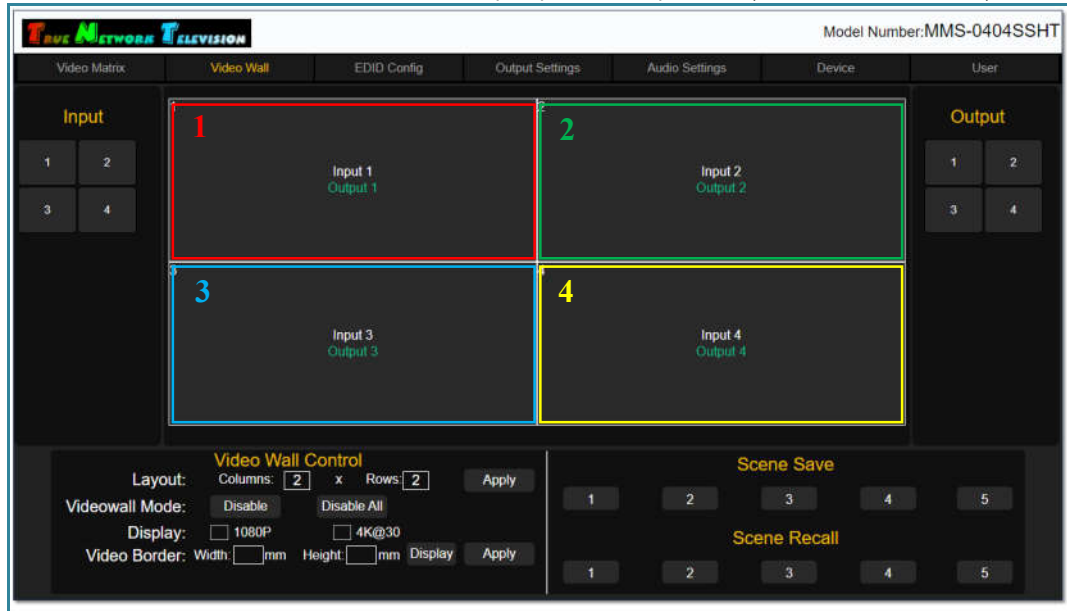 TRUE NETWORK TELEVISION
Model Number:MMS-0404SSHT
Video Matrix Video Wall EDID Config Output Settings Audio Settings Device User
Input
1 2
3 4
1
1
Input 1
Output 1
2
2
Input 2
Output 2
3
3
Input 3
Output 3
4
4
Input 4
Output 4
Output
1 2
3 4
Video Wall Control
Layout: Columns: 2 x Rows: 2 Apply
Videowall Mode: Disable Disable All
Display: 1080P 4K@30
Video Border: Width: mm Height: mm Display Apply
Scene Save
1 2 3 4 5
Scene Recall
1 2 3 4 5